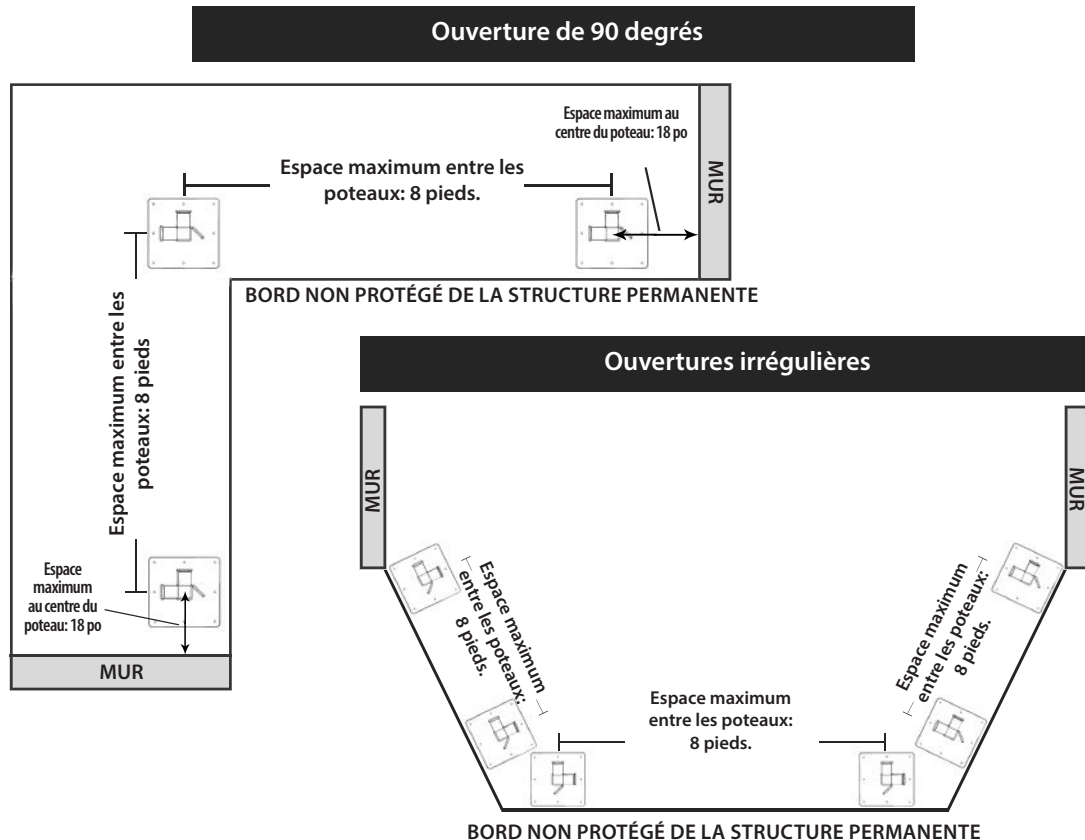 Ouverture de 90 degrés
Espace maximum au
centre du poteau: 18 po
MUR
Espace maximum entre les
poteaux: 8 pieds.
BORD NON PROTÉGÉ DE LA STRUCTURE PERMANENTE
Espace maximum entre les
poteaux: 8 pieds
Espace
maximum
au centre du
poteau: 18 po
MUR
Ouvertures irrégulières
MUR
MUR
Espace maximum
entre les poteaux:
8 pieds.
Espace maximum
entre les poteaux:
8 pieds.
Espace maximum
entre les poteaux:
8 pieds.
BORD NON PROTÉGÉ DE LA STRUCTURE PERMANENTE